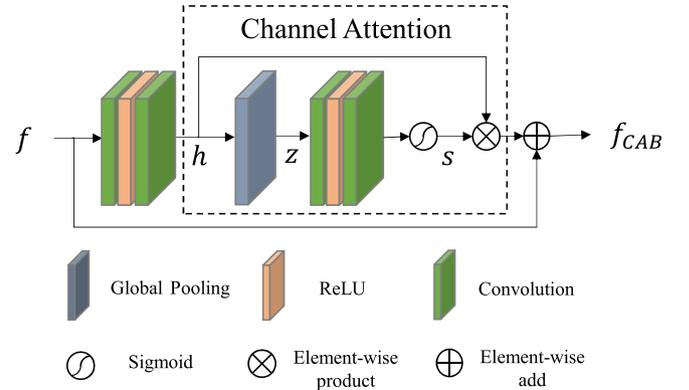 Channel Attention
f
h
z
s
f_CAB
Global Pooling
ReLU
Convolution
Sigmoid
Element-wise
product
Element-wise
add